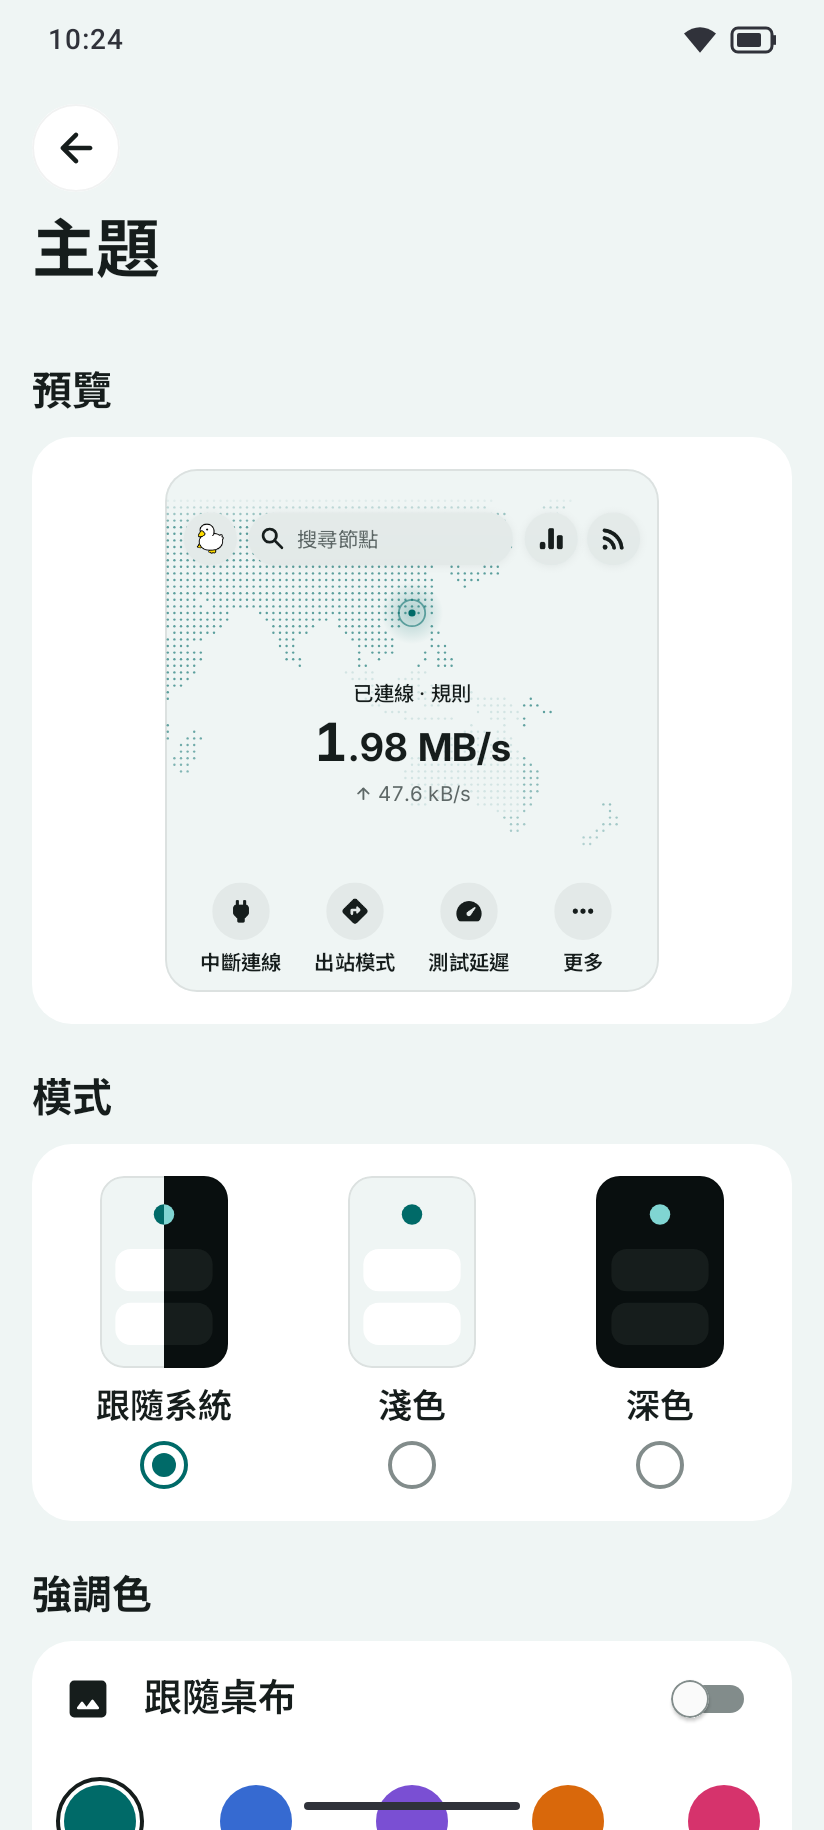 10:24
主題
預覽
搜尋節點
已連線 · 規則
1.98 MB/s
↑ 47.6 kB/s
中斷連線 出站模式 測試延遲 更多
模式
跟隨系統 淺色 深色
強調色
跟隨桌布